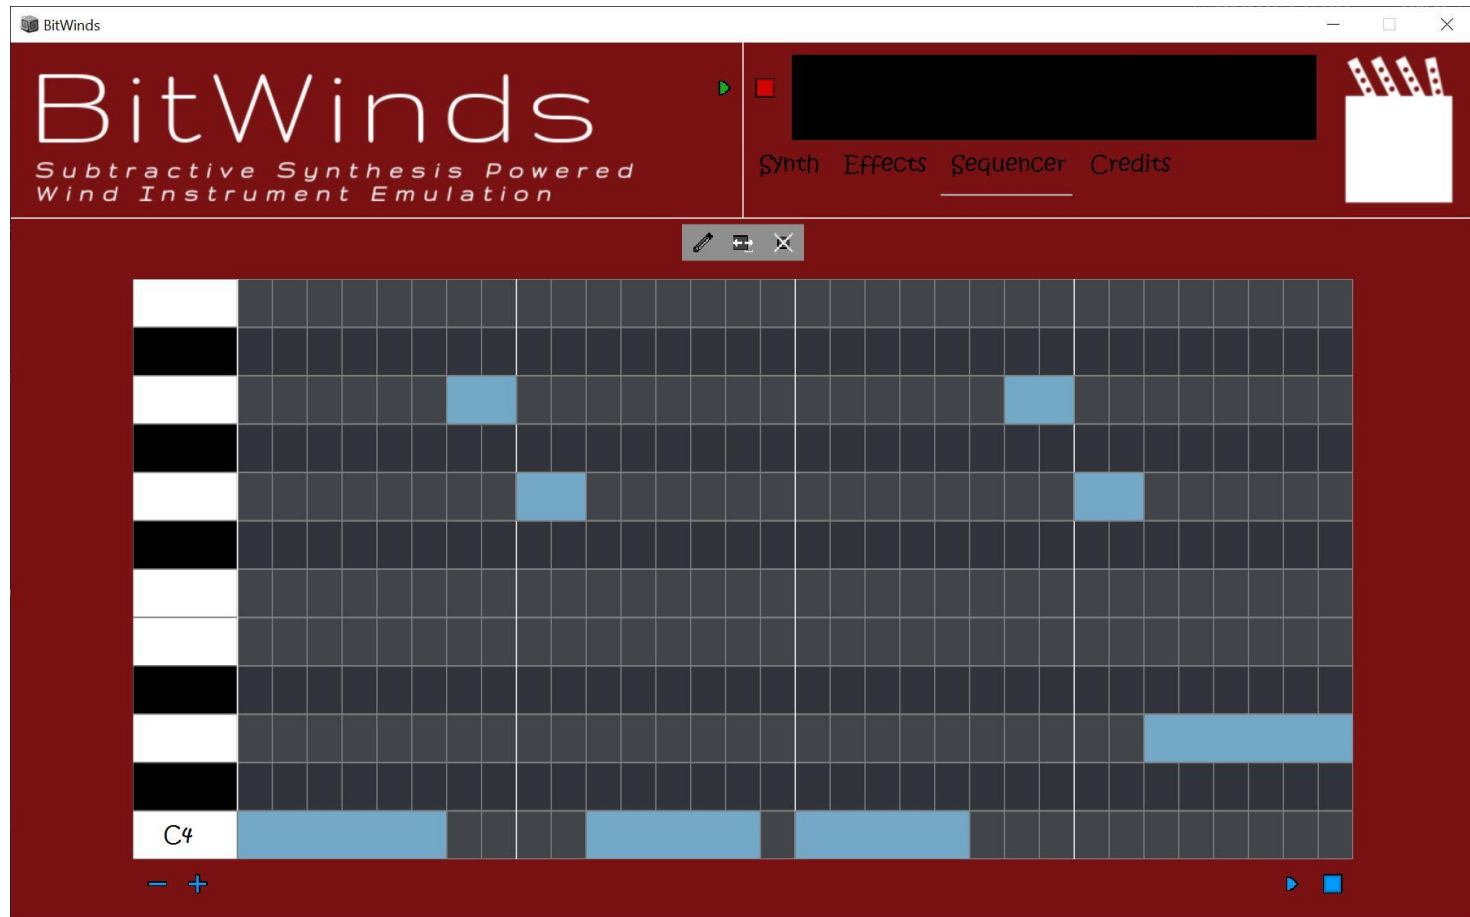 BitWinds
BitWinds
Subtractive Synthesis Powered
Wind Instrument Emulation
Synth Effects Sequencer Credits
C4